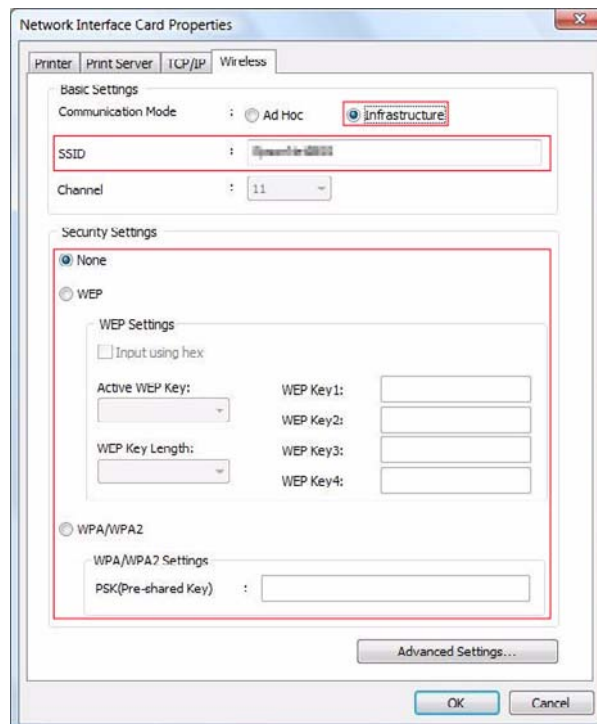 Network Interface Card Properties
Printer Print Server TCP/IP Wireless
Basic Settings
Communication Mode : Ad Hoc Infrastructure
SSID :
Channel : 11
Security Settings
None
WEP
WEP Settings
Input using hex
Active WEP Key: WEP Key1:
WEP Key2:
WEP Key Length: WEP Key3:
WEP Key4:
WPA/WPA2
WPA/WPA2 Settings
PSK(Pre-shared Key) :
Advanced Settings...
OK Cancel